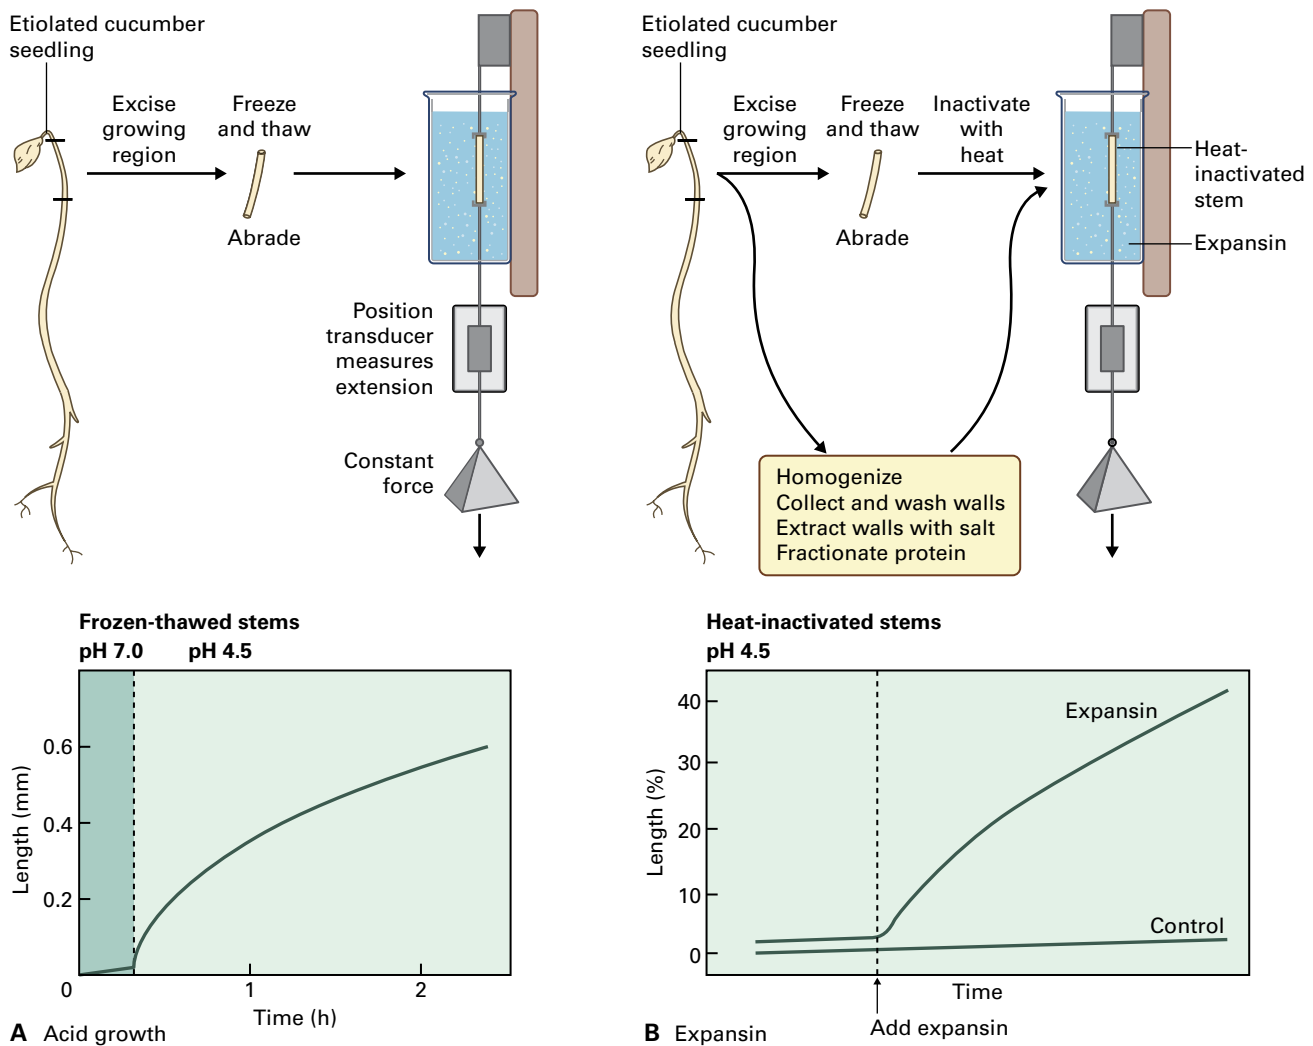 Etiolated cucumber
seedling
Excise
growing
region
Freeze
and thaw
Abrade
Position
transducer
measures
extension
Constant
force
Etiolated cucumber
seedling
Excise
growing
region
Freeze
and thaw
Abrade
Inactivate
with
heat
Heat-
inactivated
stem
Expansin
Homogenize
Collect and wash walls
Extract walls with salt
Fractionate protein
Frozen-thawed stems
pH 7.0 pH 4.5
Length (mm)
0.6
0.4
0.2
0 1 2
Time (h)
A Acid growth
Heat-inactivated stems
pH 4.5
Length (%)
40
30
20
10
0
Expansin
Control
Time
Add expansin
B Expansin